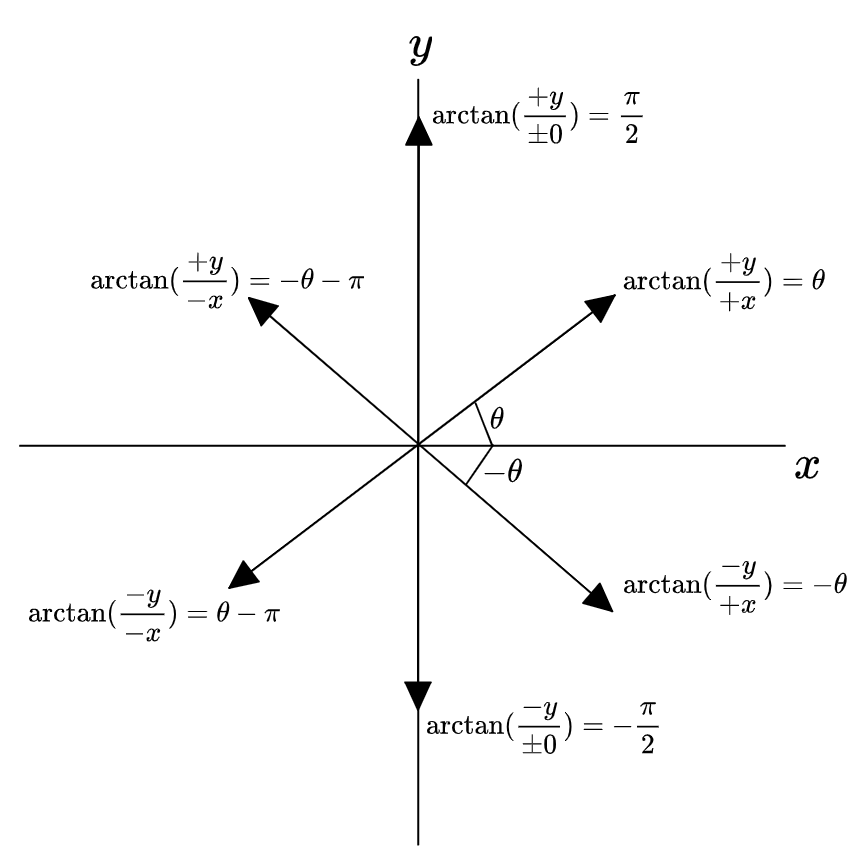 y
arctan(+y/±0) = π/2
arctan(+y/−x) = −θ − π
arctan(+y/+x) = θ
θ
x
−θ
arctan(−y/−x) = θ − π
arctan(−y/+x) = −θ
arctan(−y/±0) = −π/2